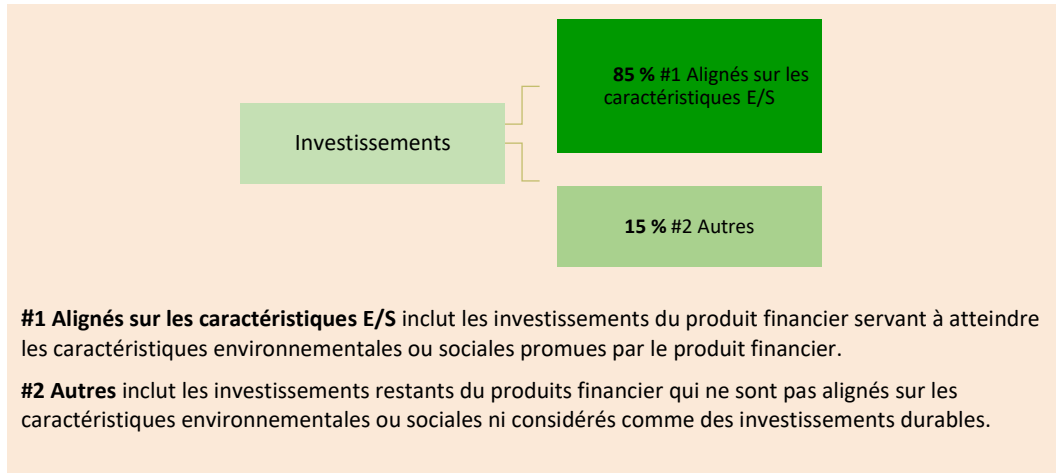 85 % #1 Alignés sur les
caractéristiques E/S
Investissements
15 % #2 Autres
#1 Alignés sur les caractéristiques E/S inclut les investissements du produit financier servant à atteindre
les caractéristiques environnementales ou sociales promues par le produit financier.
#2 Autres inclut les investissements restants du produits financier qui ne sont pas alignés sur les
caractéristiques environnementales ou sociales ni considérés comme des investissements durables.